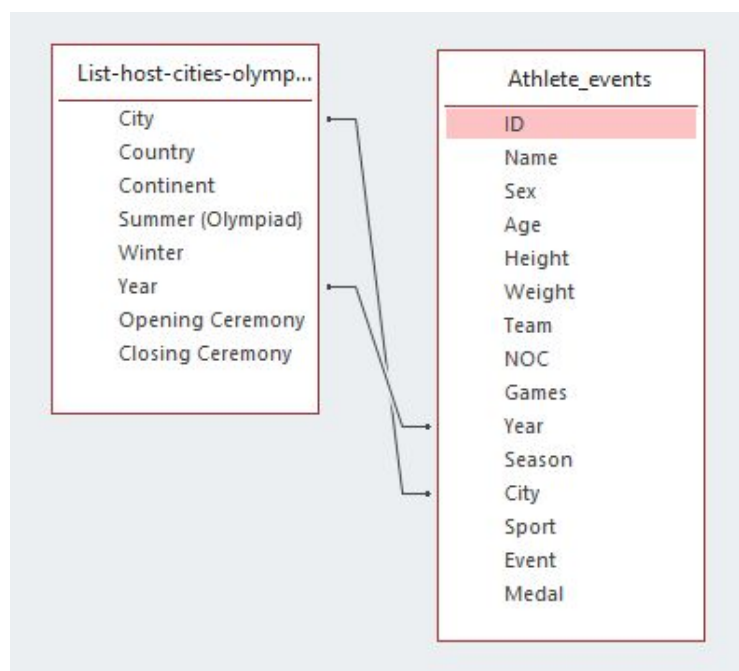 List-host-cities-olymp...
City
Country
Continent
Summer (Olympiad)
Winter
Year
Opening Ceremony
Closing Ceremony
Athlete_events
ID
Name
Sex
Age
Height
Weight
Team
NOC
Games
Year
Season
City
Sport
Event
Medal